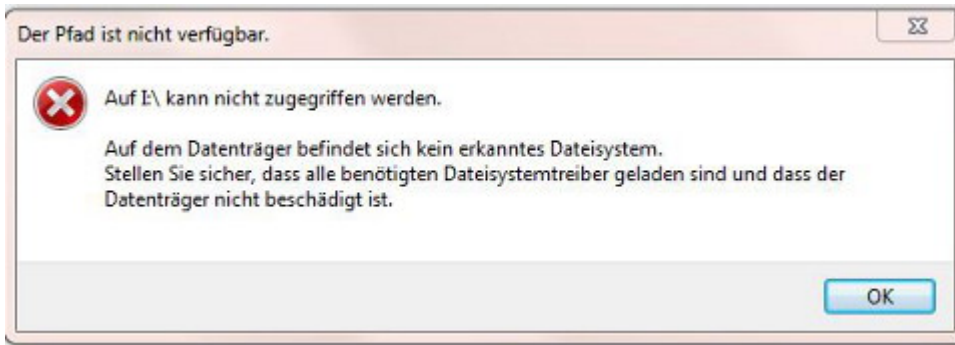 Der Pfad ist nicht verfügbar.
Auf I:\ kann nicht zugegriffen werden.
Auf dem Datenträger befindet sich kein erkanntes Dateisystem.
Stellen Sie sicher, dass alle benötigten Dateisystemtreiber geladen sind und dass der
Datenträger nicht beschädigt ist.
OK